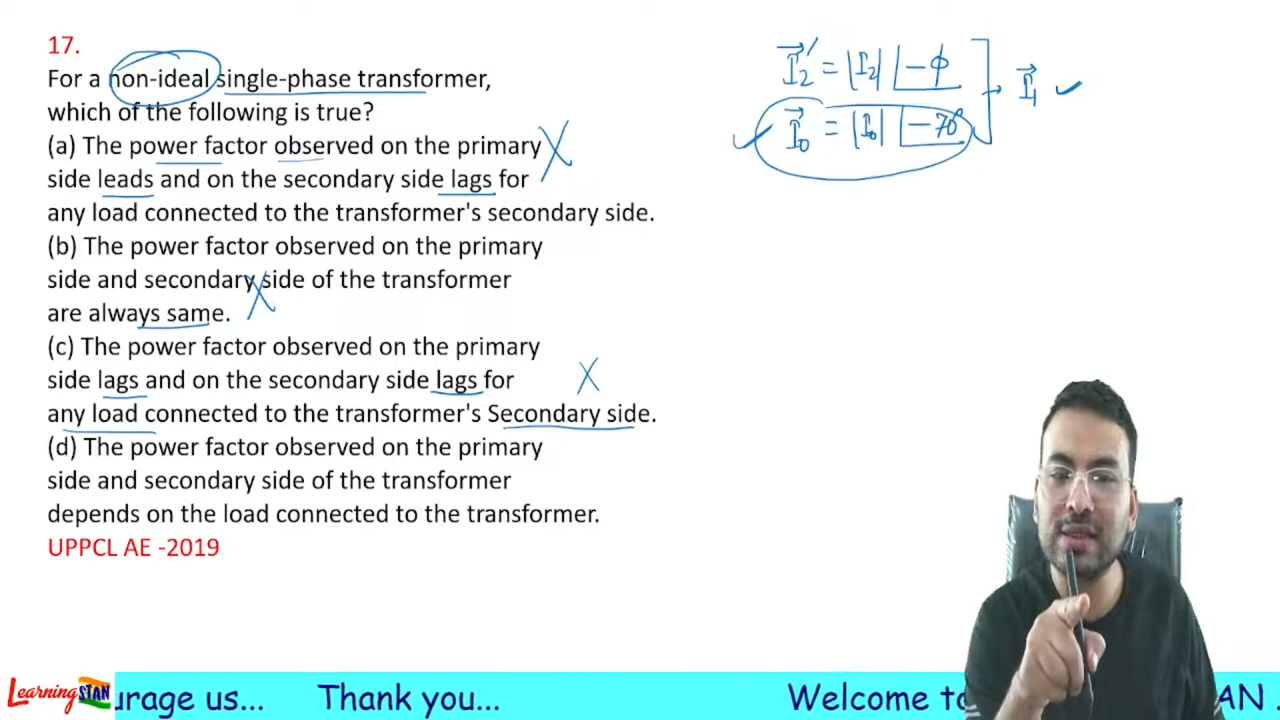 17.
For a non-ideal single-phase transformer,
which of the following is true?
(a) The power factor observed on the primary
side leads and on the secondary side lags for
any load connected to the transformer's secondary side.
(b) The power factor observed on the primary
side and secondary side of the transformer
are always same.
(c) The power factor observed on the primary
side lags and on the secondary side lags for
any load connected to the transformer's Secondary side.
(d) The power factor observed on the primary
side and secondary side of the transformer
depends on the load connected to the transformer.
UPPCL AE -2019
I₂' = |I₂| -ϕ
I₀ = |I₀| -70°
I₁
Learning STAN
urage us... Thank you... Welcome to AN .